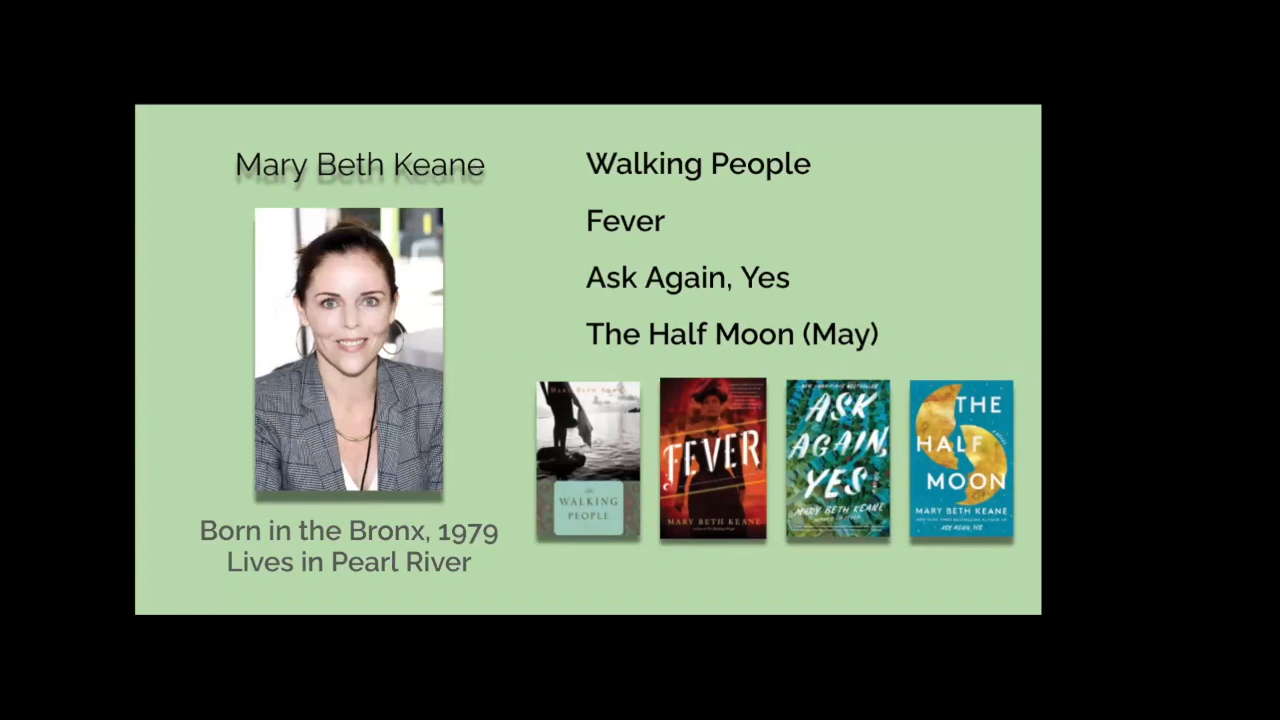 Mary Beth Keane
Born in the Bronx, 1979
Lives in Pearl River
Walking People
Fever
Ask Again, Yes
The Half Moon (May)
WALKING
PEOPLE
FEVER
MARY BETH KEANE
ASK
AGAIN,
YES
MARY BETH KEANE
THE
HALF
MOON
MARY BETH KEANE
ASK AGAIN, YES